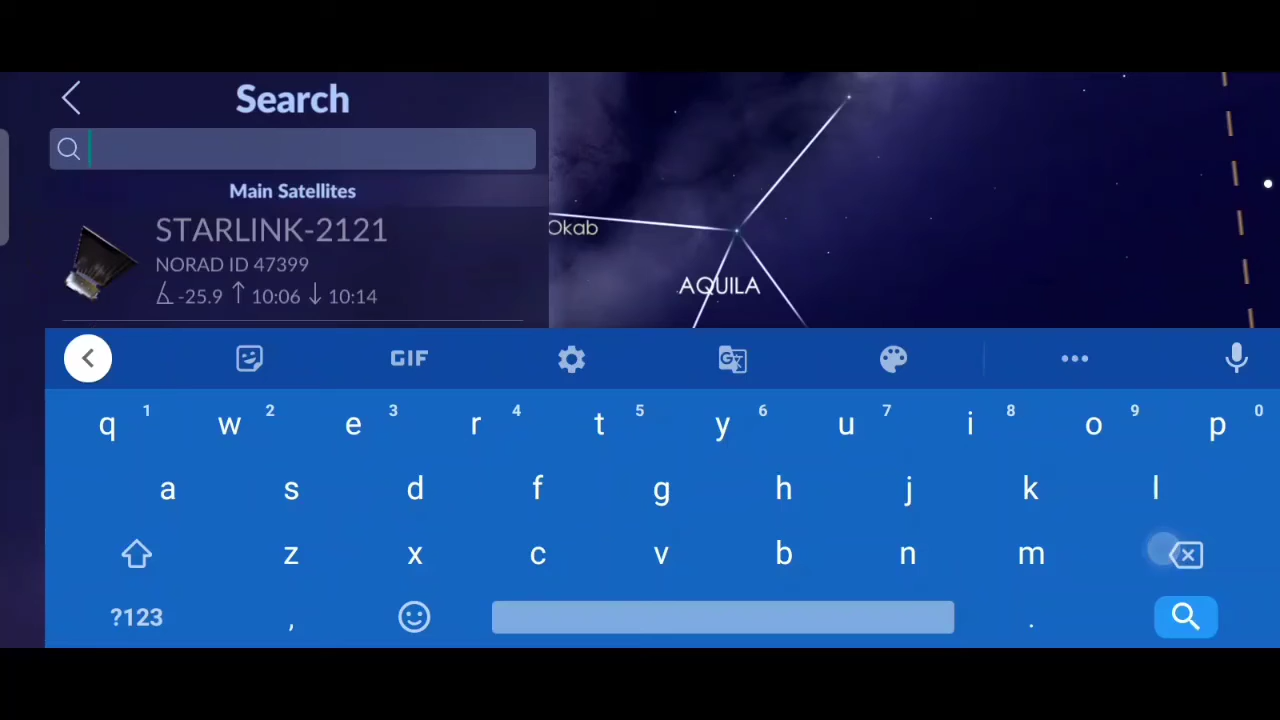 Search
Main Satellites
STARLINK-2121
NORAD ID 47399
-25.9 ↑ 10:06 ↓ 10:14
Okab
AQUILA
GIF
q 1 w 2 e 3 r 4 t 5 y 6 u 7 i 8 o 9 p 0
a s d f g h j k l
z x c v b n m
?123 , .